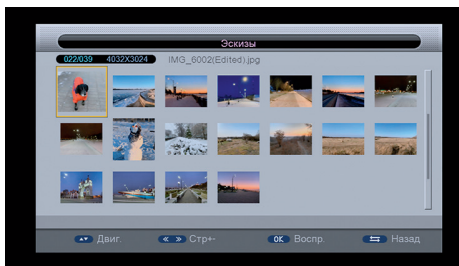 Эскизы
022/039 4032X3024 IMG_6002(Edited).jpg
Двиг. Стр+- OK Воспр. Назад